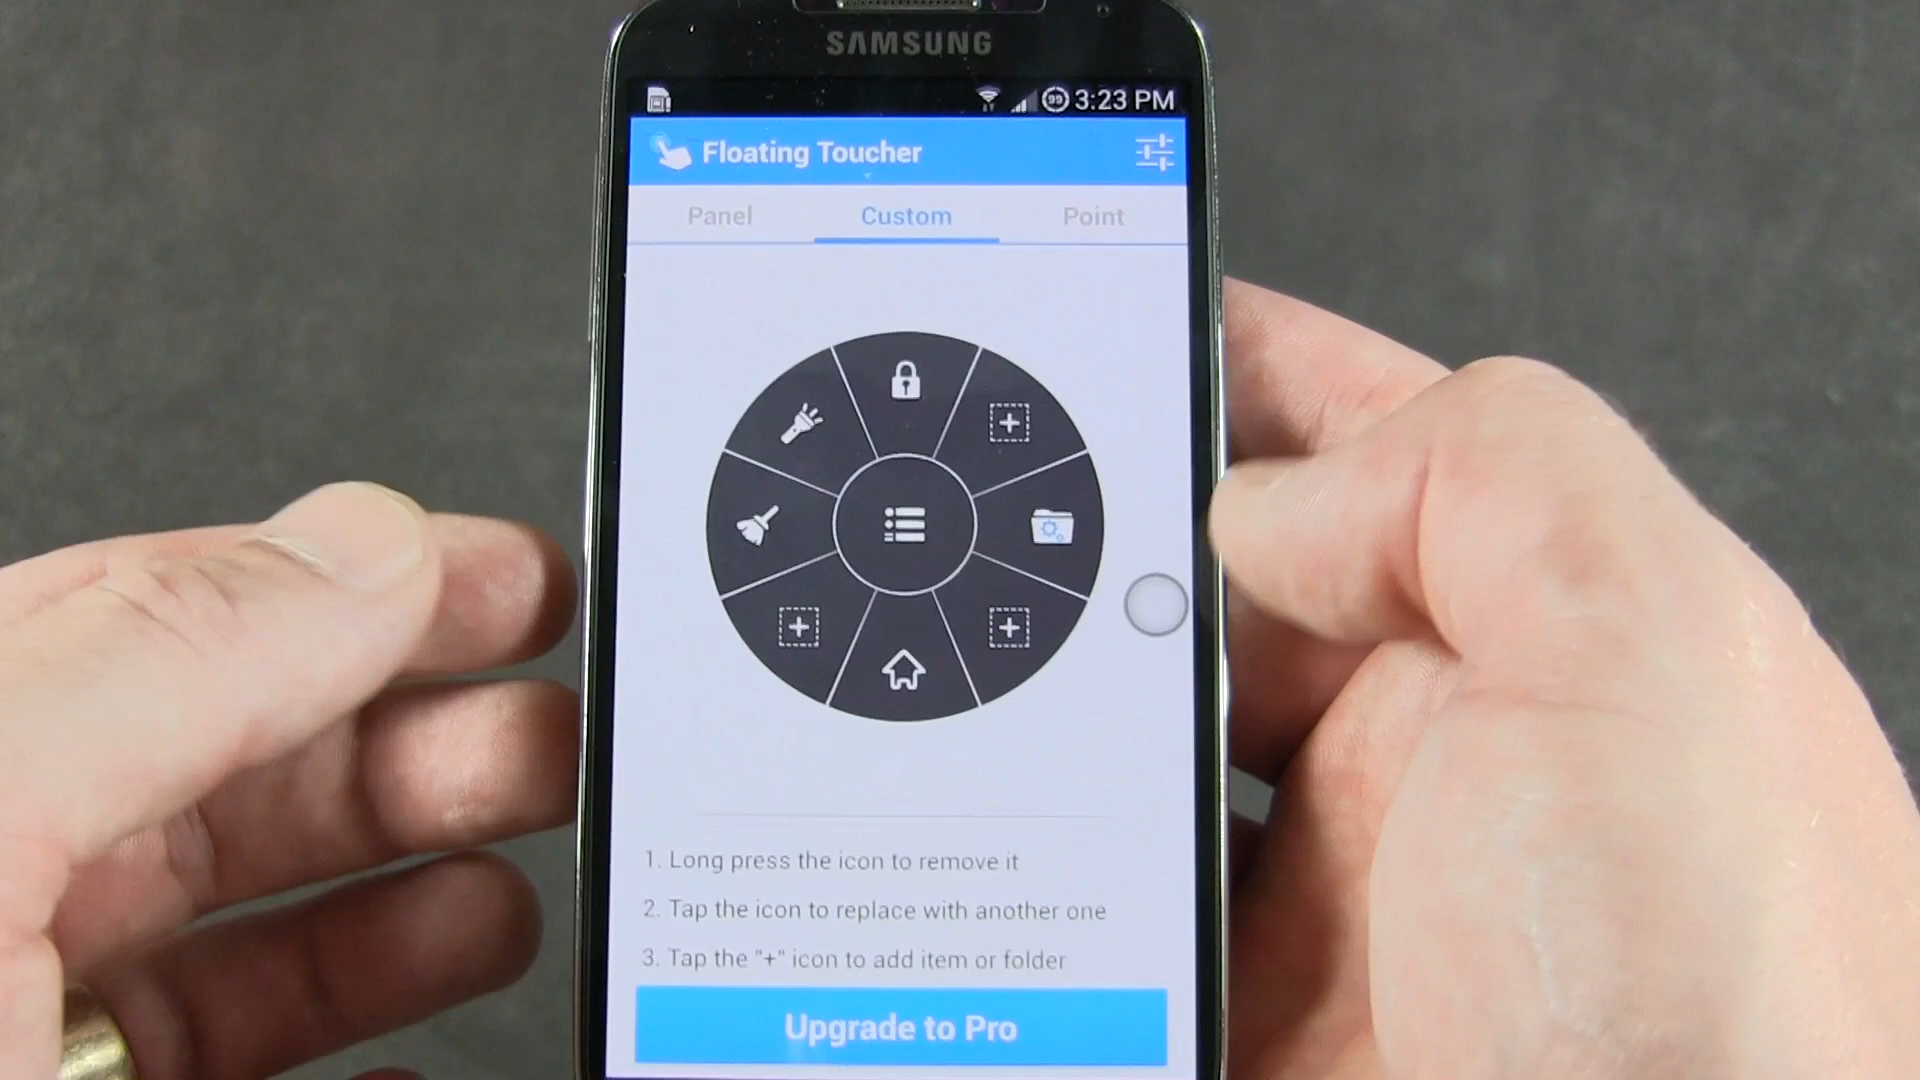 SAMSUNG
99 3:23 PM
Floating Toucher
Panel Custom Point
1. Long press the icon to remove it
2. Tap the icon to replace with another one
3. Tap the "+" icon to add item or folder
Upgrade to Pro